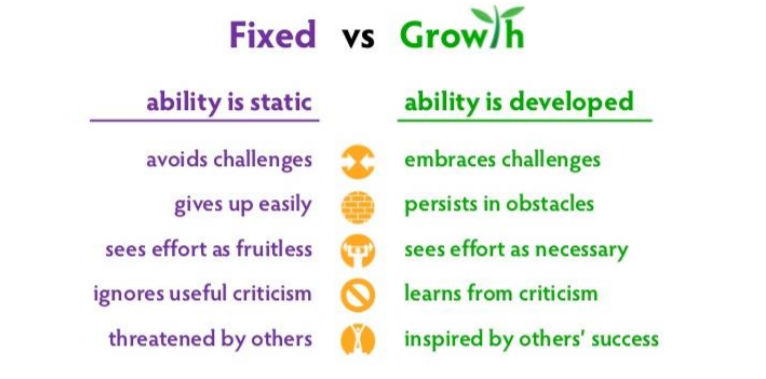 Fixed vs Growth
ability is static ability is developed
avoids challenges embraces challenges
gives up easily persists in obstacles
sees effort as fruitless sees effort as necessary
ignores useful criticism learns from criticism
threatened by others inspired by others' success